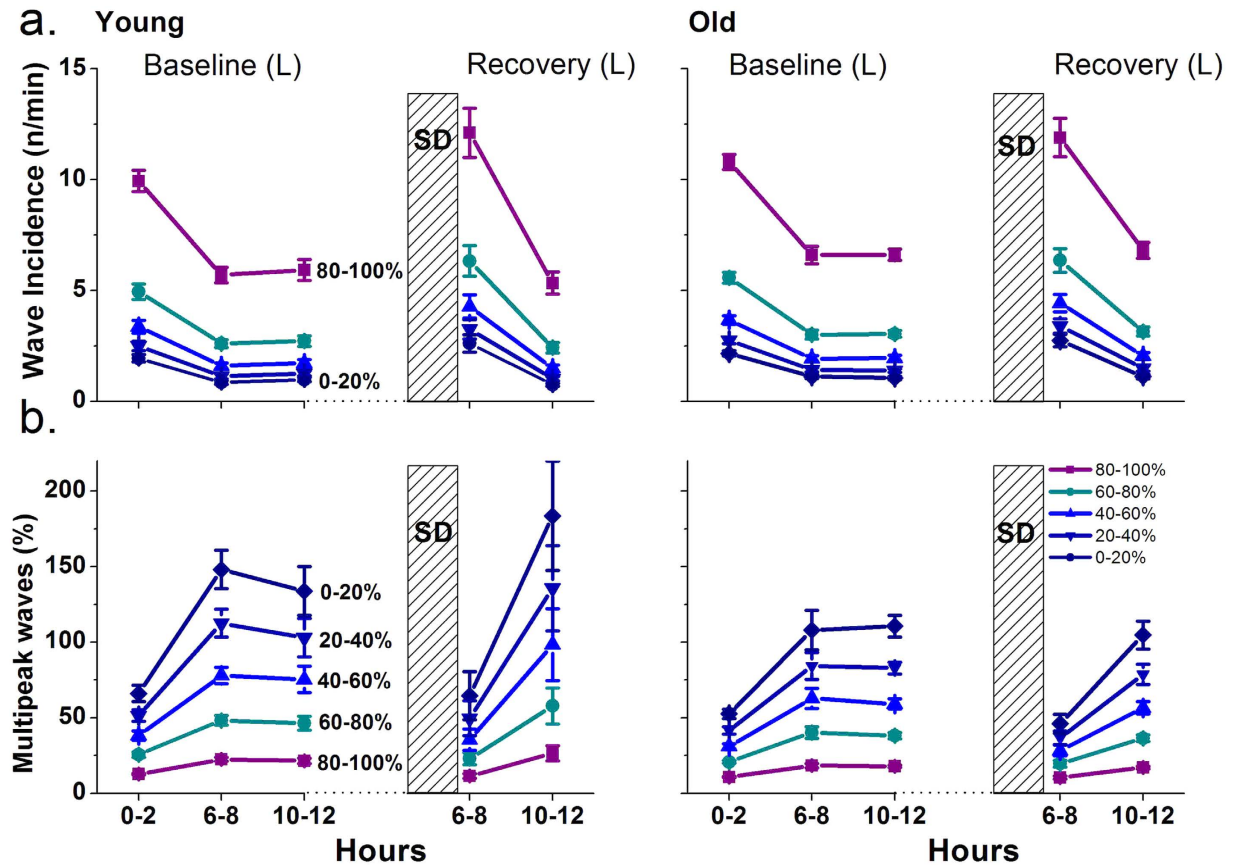 a. Young Old
Baseline (L) Recovery (L) Baseline (L) Recovery (L)
Wave Incidence (n/min)
15
10
5
0
SD
SD
80-100%
0-20%
b.
Multipeak waves (%)
200
150
100
50
0
SD
SD
0-20%
20-40%
40-60%
60-80%
80-100%
80-100%
60-80%
40-60%
20-40%
0-20%
0-2 6-8 10-12 6-8 10-12 0-2 6-8 10-12 6-8 10-12
Hours Hours